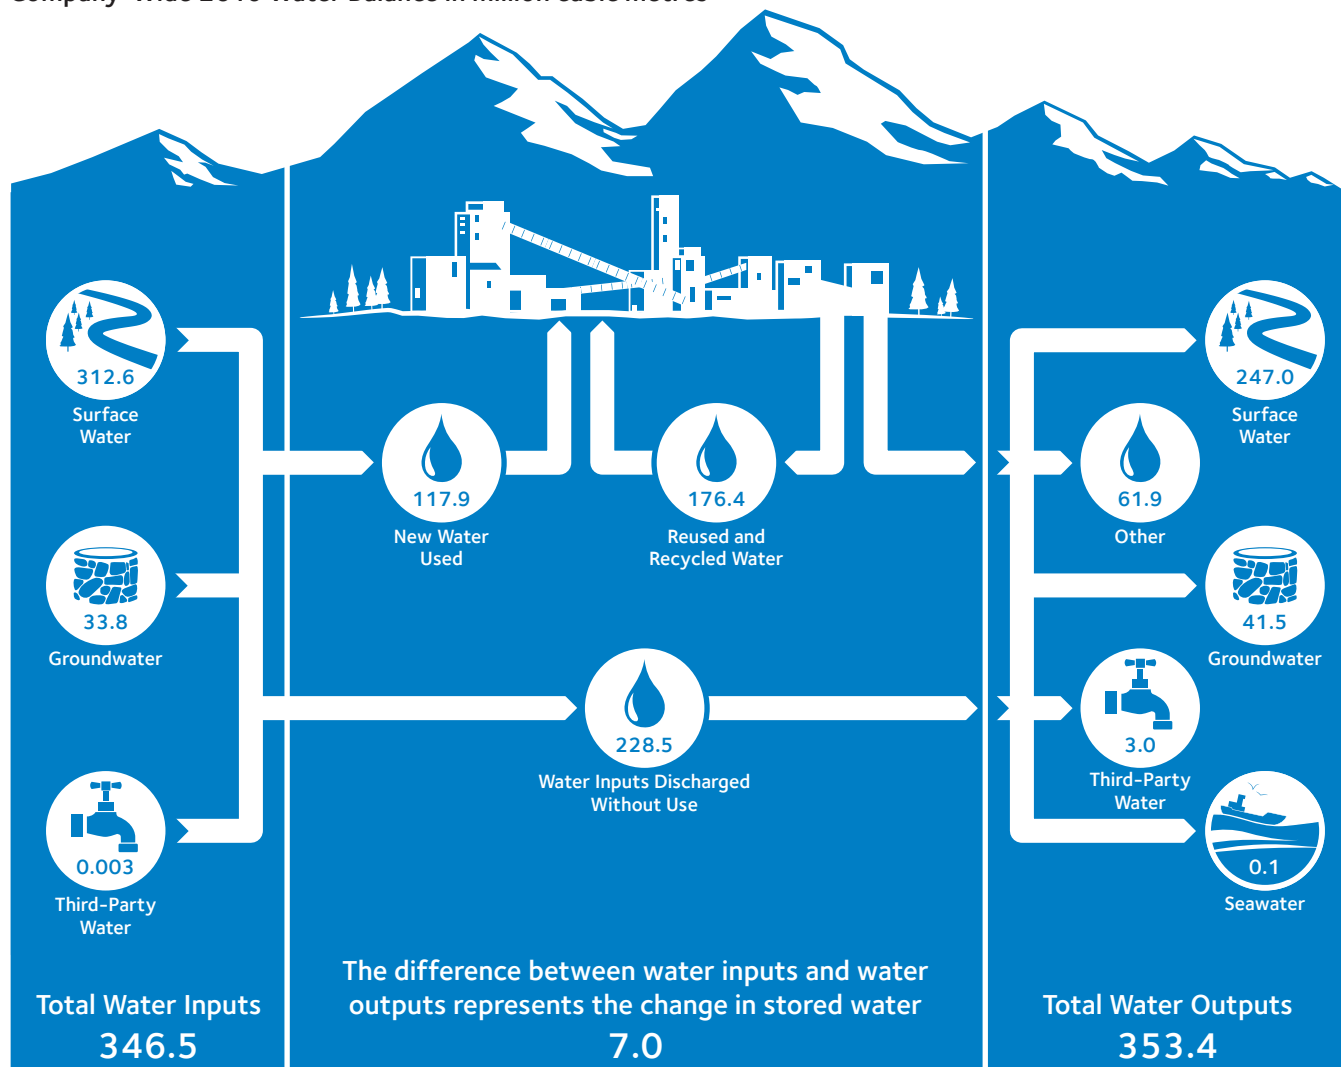 312.6
Surface
Water
33.8
Groundwater
0.003
Third-Party
Water
Total Water Inputs
346.5
117.9
New Water
Used
176.4
Reused and
Recycled Water
228.5
Water Inputs Discharged
Without Use
The difference between water inputs and water
outputs represents the change in stored water
7.0
247.0
Surface
Water
61.9
Other
41.5
Groundwater
3.0
Third-Party
Water
0.1
Seawater
Total Water Outputs
353.4